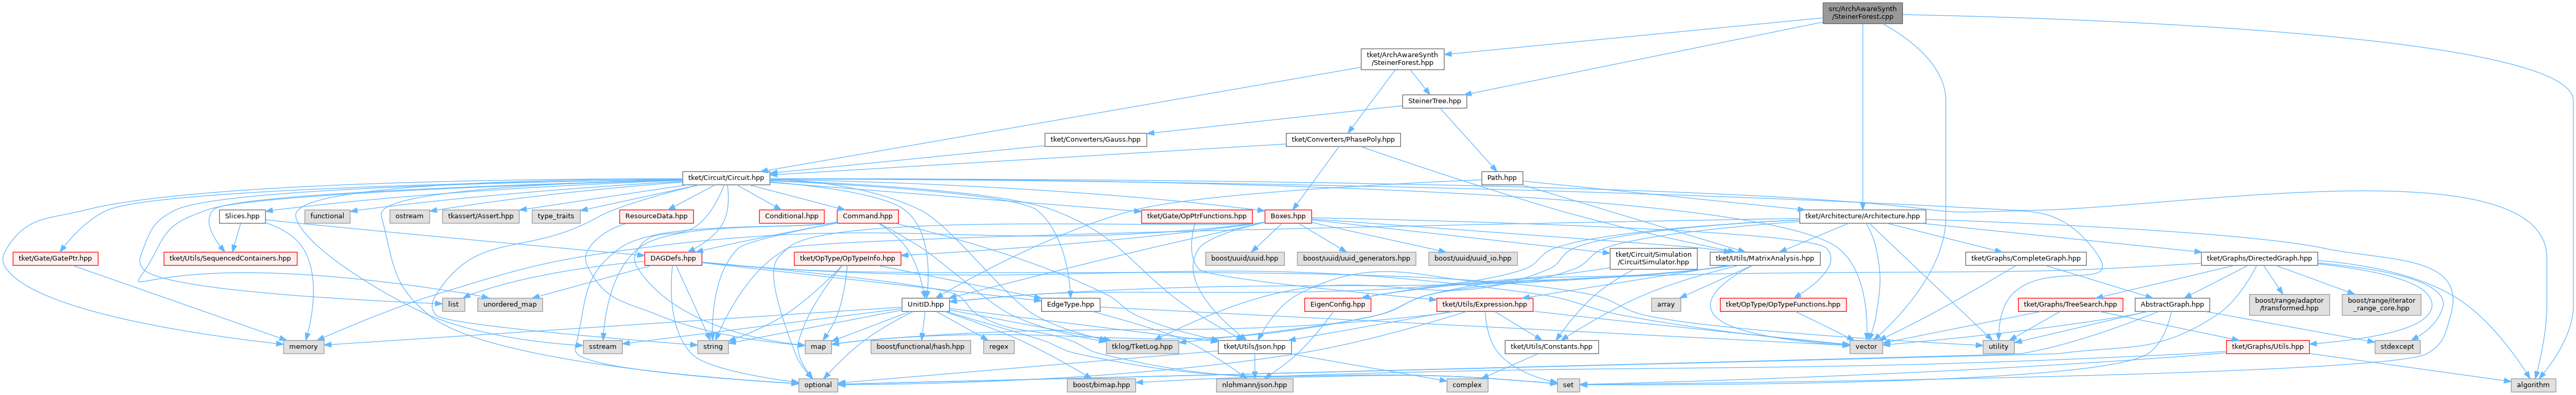 src/ArchAwareSynth
/SteinerForest.cpp
tket/ArchAwareSynth
/SteinerForest.hpp
SteinerTree.hpp
tket/Converters/Gauss.hpp
tket/Converters/PhasePoly.hpp
tket/Circuit/Circuit.hpp
Path.hpp
Slices.hpp
functional
ostream
tkassert/Assert.hpp
type_traits
ResourceData.hpp
Conditional.hpp
Command.hpp
tket/Gate/OpPtrFunctions.hpp
Boxes.hpp
tket/Architecture/Architecture.hpp
tket/Gate/GatePtr.hpp
tket/Utils/SequencedContainers.hpp
DAGDefs.hpp
tket/OpType/OpTypeInfo.hpp
boost/uuid/uuid.hpp
boost/uuid/uuid_generators.hpp
boost/uuid/uuid_io.hpp
tket/Circuit/Simulation
/CircuitSimulator.hpp
tket/Utils/MatrixAnalysis.hpp
tket/Graphs/CompleteGraph.hpp
tket/Graphs/DirectedGraph.hpp
list
unordered_map
UnitID.hpp
EdgeType.hpp
EigenConfig.hpp
tket/Utils/Expression.hpp
array
tket/OpType/OpTypeFunctions.hpp
tket/Graphs/TreeSearch.hpp
AbstractGraph.hpp
boost/range/adaptor
/transformed.hpp
boost/range/iterator
_range_core.hpp
memory
sstream
string
map
boost/functional/hash.hpp
regex
tklog/TketLog.hpp
tket/Utils/Json.hpp
tket/Utils/Constants.hpp
vector
utility
tket/Graphs/Utils.hpp
stdexcept
optional
boost/bimap.hpp
nlohmann/json.hpp
complex
set
algorithm